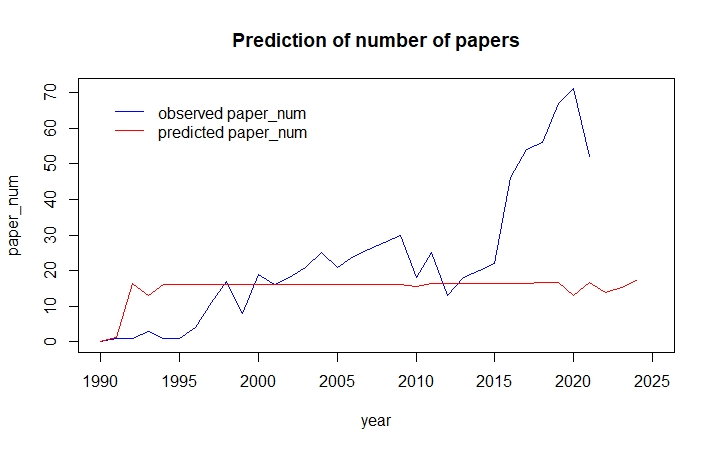 Prediction of number of papers
observed paper_num
predicted paper_num
paper_num
70
60
50
40
30
20
10
0
1990 1995 2000 2005 2010 2015 2020 2025
year